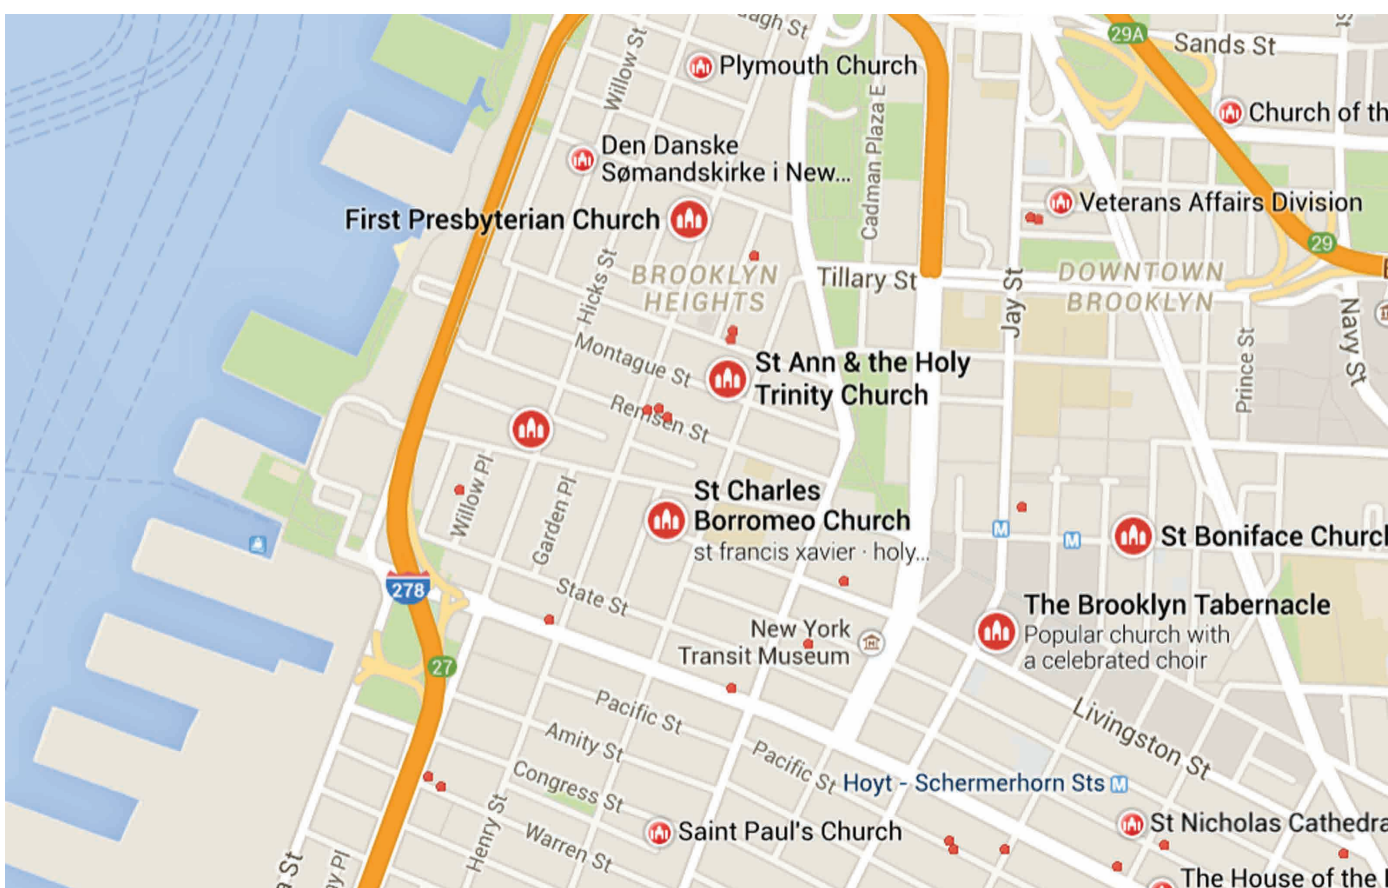 agh St
29A
Sands St
Willow St
Plymouth Church
Cadman Plaza E
Church of th
Den Danske
Sømandskirke i New...
Veterans Affairs Division
First Presbyterian Church
29
Hicks St
BROOKLYN
HEIGHTS
Tillary St
Jay St
DOWNTOWN
BROOKLYN
Navy St
Prince St
Montague St
St Ann & the Holy
Trinity Church
Remsen St
Willow Pl
Garden Pl
St Charles
Borromeo Church
st francis xavier · holy...
M
M
St Boniface Church
278
State St
The Brooklyn Tabernacle
Popular church with
a celebrated choir
New York
Transit Museum
27
Pacific St
Livingston St
Amity St
Pacific St
Congress St
Hoyt - Schermerhorn Sts M
Henry St
Warren St
Saint Paul's Church
St Nicholas Cathedra
a St
y Pl
The House of the